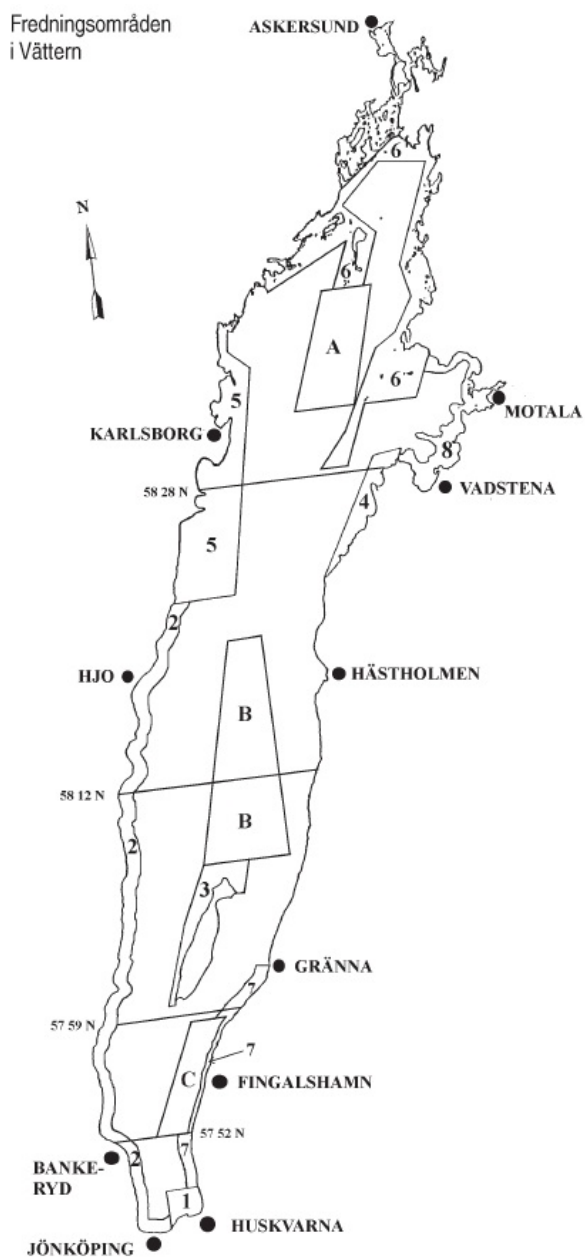 Fredningsområden
i Vättern
ASKERSUND
6
N
6
A
6
5
MOTALA
KARLSBORG
8
58 28 N
VADSTENA
4
5
2
HJO
HÄSTHOLMEN
B
58 12 N
B
2
3
GRÄNNA
7
57 59 N
7
C
FINGALSHAMN
57 52 N
BANKE-
RYD
2
7
1
HUSKVARNA
JÖNKÖPING